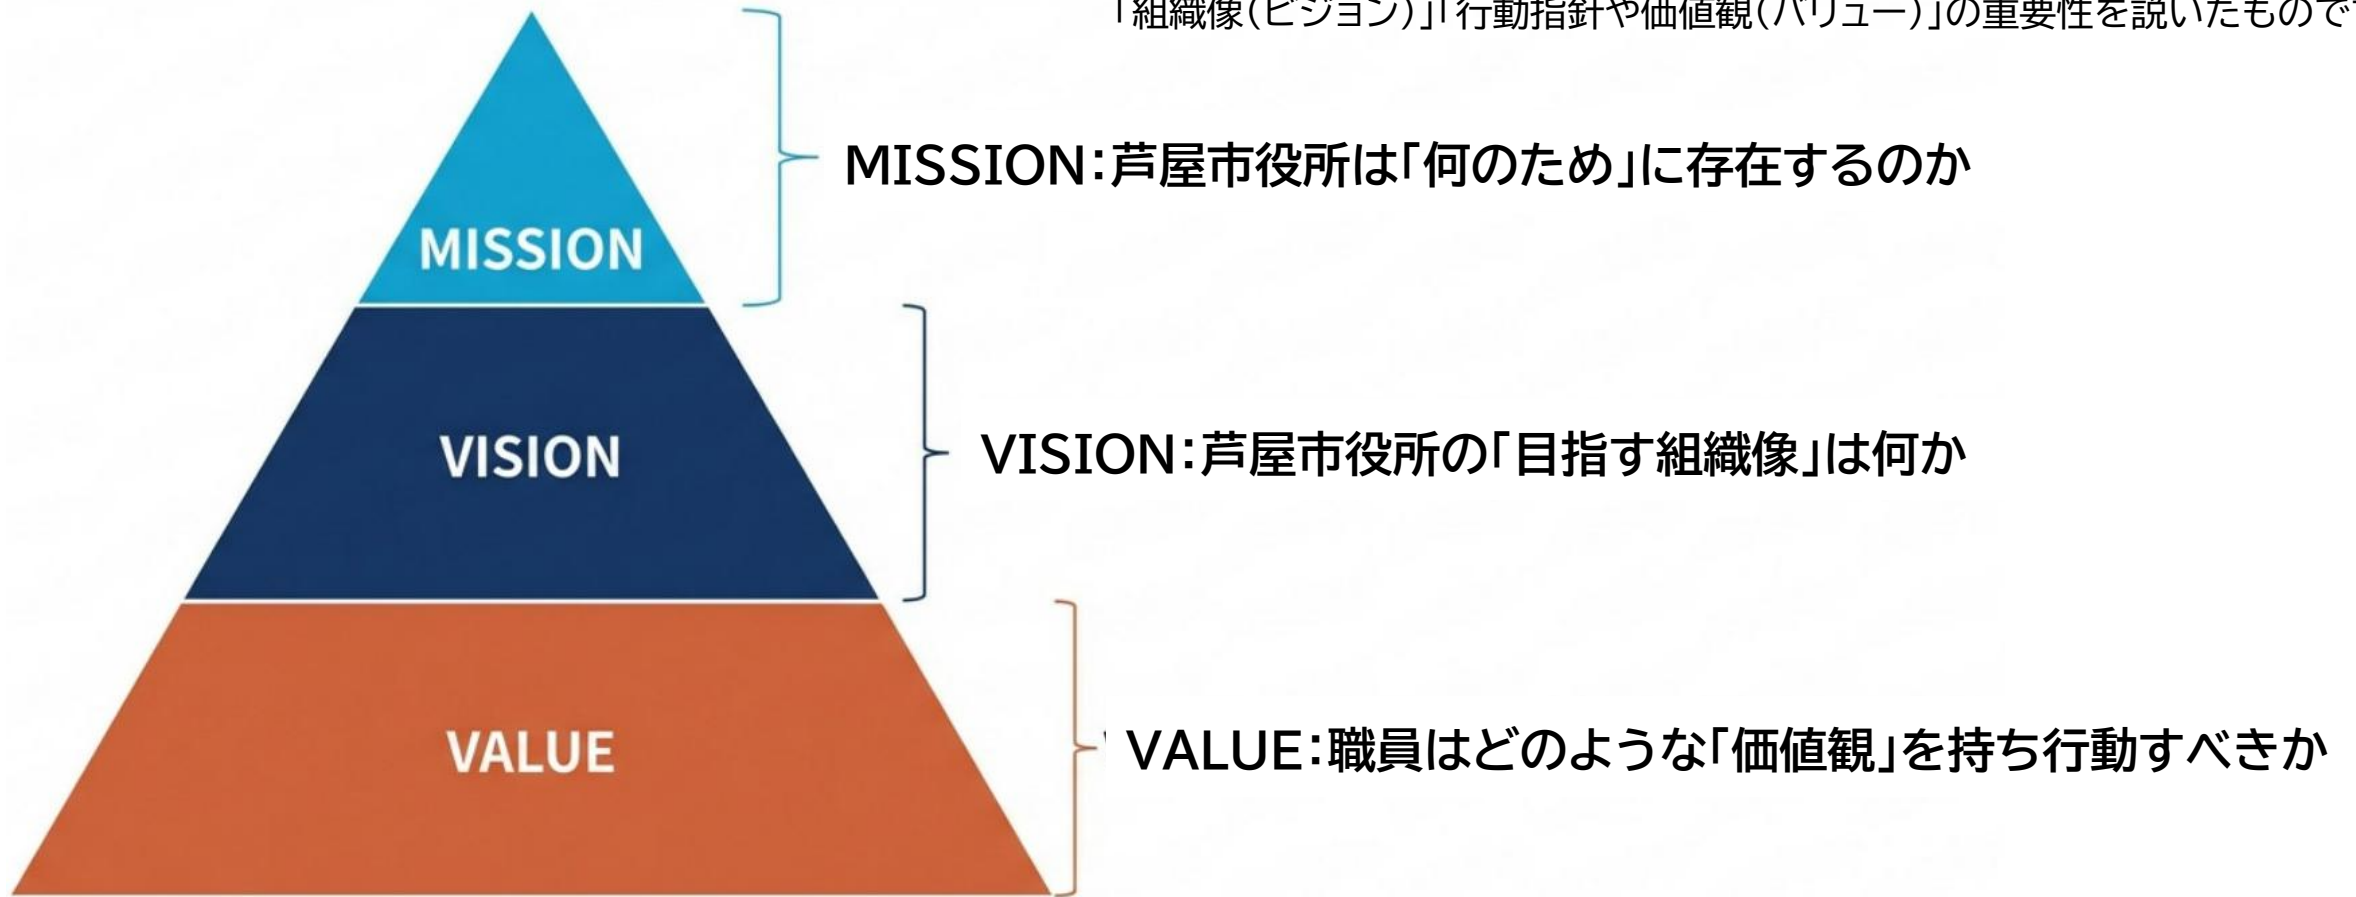 「組織像(ビジョン)」「行動指針や価値観(バリュー)」の重要性を説いたもので
MISSION
MISSION:芦屋市役所は「何のため」に存在するのか
VISION
VISION:芦屋市役所の「目指す組織像」は何か
VALUE
VALUE:職員はどのような「価値観」を持ち行動すべきか